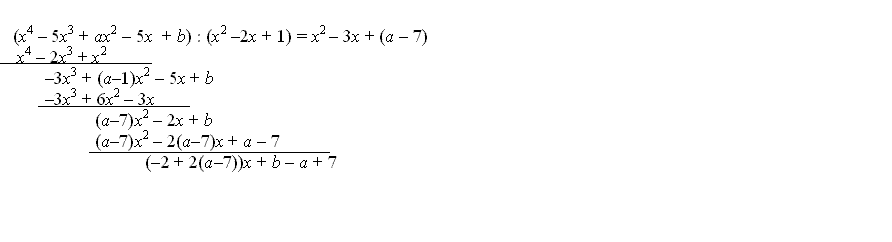 (x⁴ – 5x³ + ax² – 5x + b) : (x² –2x + 1) = x² – 3x + (a – 7)
x⁴ – 2x³ + x²
–3x³ + (a–1)x² – 5x + b
–3x³ + 6x² – 3x
(a–7)x² – 2x + b
(a–7)x² – 2(a–7)x + a – 7
(–2 + 2(a–7))x + b – a + 7